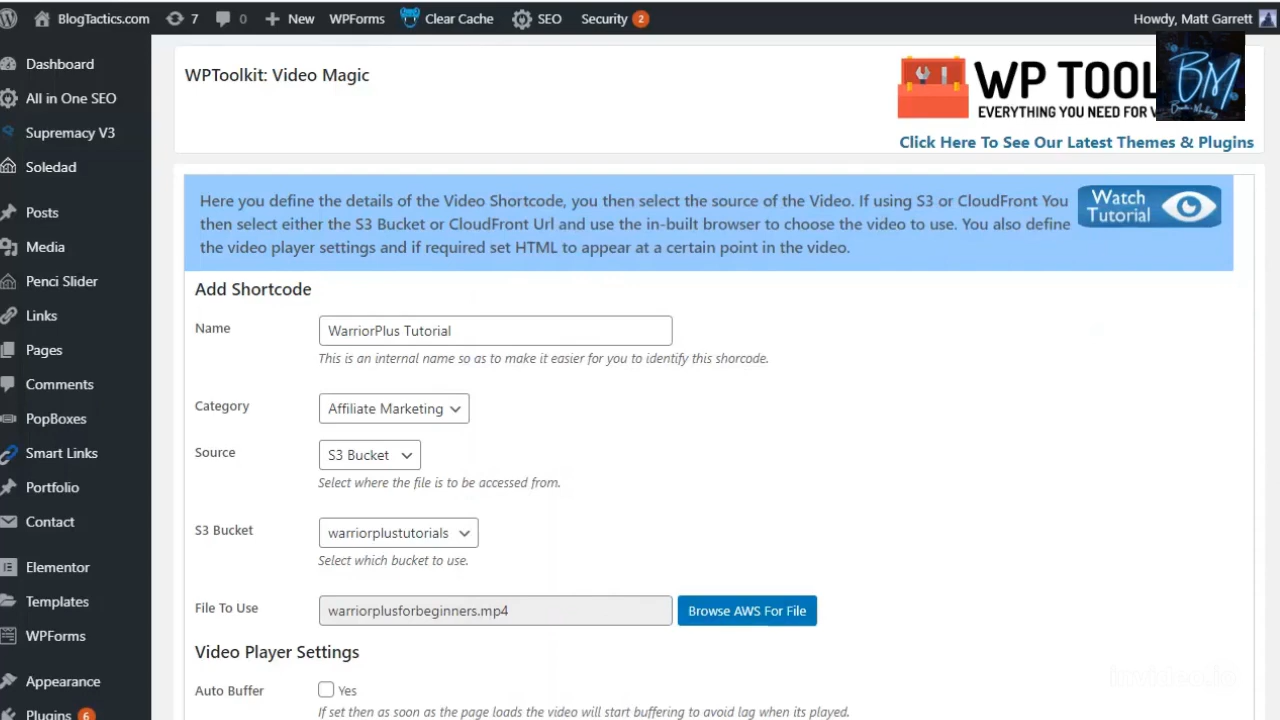 BlogTactics.com 7 0 New WPForms Clear Cache SEO Security 2 Howdy, Matt Garrett
Dashboard
All in One SEO
Supremacy V3
Soledad
Posts
Media
Penci Slider
Links
Pages
Comments
PopBoxes
Smart Links
Portfolio
Contact
Elementor
Templates
WPForms
Appearance
Plugins 6
WPToolkit: Video Magic
WP TOOL
EVERYTHING YOU NEED FOR
BM
Click Here To See Our Latest Themes & Plugins
Here you define the details of the Video Shortcode, you then select the source of the Video. If using S3 or CloudFront You
then select either the S3 Bucket or CloudFront Url and use the in-built browser to choose the video to use. You also define
the video player settings and if required set HTML to appear at a certain point in the video.
Watch
Tutorial
Add Shortcode
Name WarriorPlus Tutorial
This is an internal name so as to make it easier for you to identify this shorcode.
Category Affiliate Marketing
Source S3 Bucket
Select where the file is to be accessed from.
S3 Bucket warriorplustutorials
Select which bucket to use.
File To Use warriorplusforbeginners.mp4 Browse AWS For File
Video Player Settings
Auto Buffer Yes
If set then as soon as the page loads the video will start buffering to avoid lag when its played.